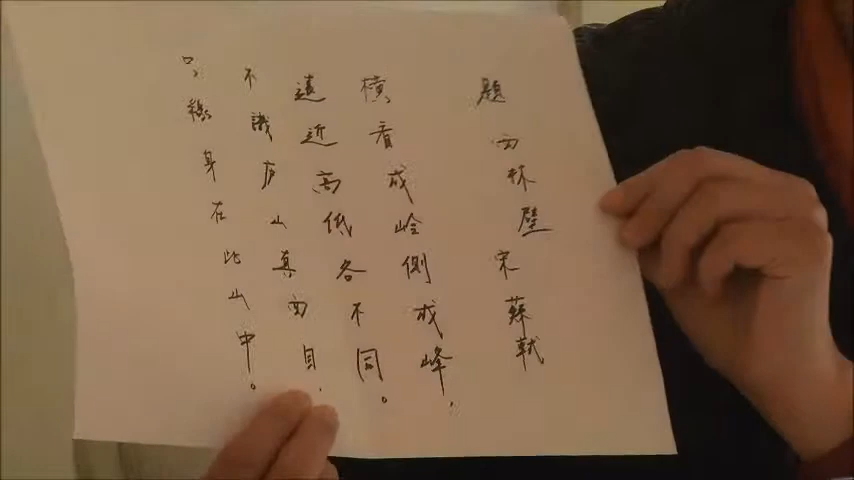 題西林壁 宋 蘇軾
橫看成岭側成峰，
遠近高低各不同。
不識庐山真面目，
只緣身在此山中。